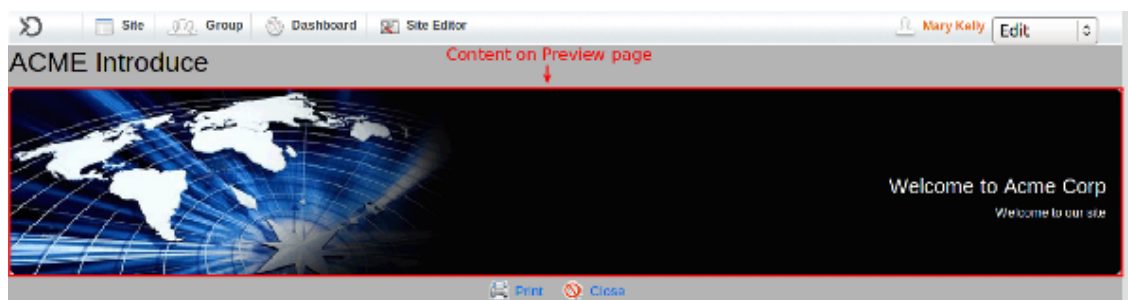 Site Group Dashboard Site Editor Mary Kelly Edit
ACME Introduce
Content on Preview page
Welcome to Acme Corp
Welcome to our site
Print Close